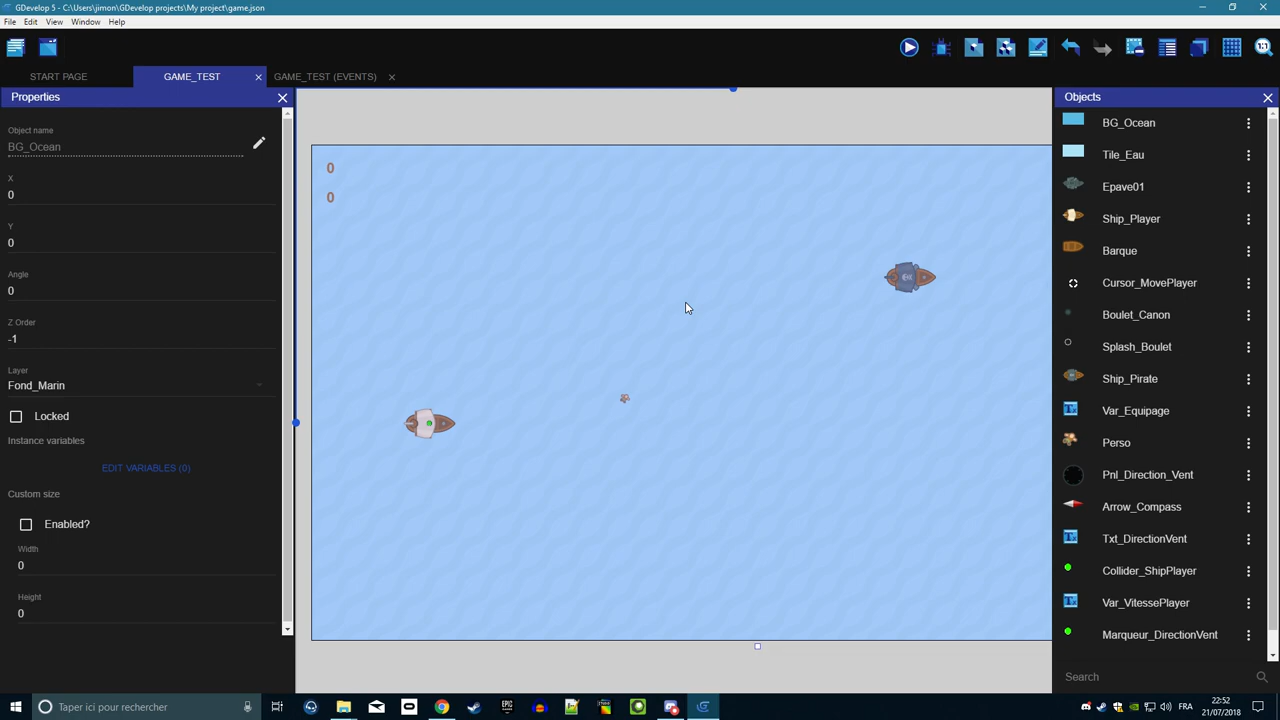 GDevelop 5 - C:\Users\jimon\GDevelop projects\My project\game.json
File Edit View Window Help
START PAGE
GAME_TEST
GAME_TEST (EVENTS)
Properties
Object name
BG_Ocean
X
0
Y
0
Angle
0
Z Order
-1
Layer
Fond_Marin
Locked
Instance variables
EDIT VARIABLES (0)
Custom size
Enabled?
Width
0
Height
0
0
0
Objects
BG_Ocean
Tile_Eau
Epave01
Ship_Player
Barque
Cursor_MovePlayer
Boulet_Canon
Splash_Boulet
Ship_Pirate
Var_Equipage
Perso
Pnl_Direction_Vent
Arrow_Compass
Txt_DirectionVent
Collider_ShipPlayer
Var_VitessePlayer
Marqueur_DirectionVent
Search
Taper ici pour rechercher
EPIC
FRA
22:52
21/07/2018